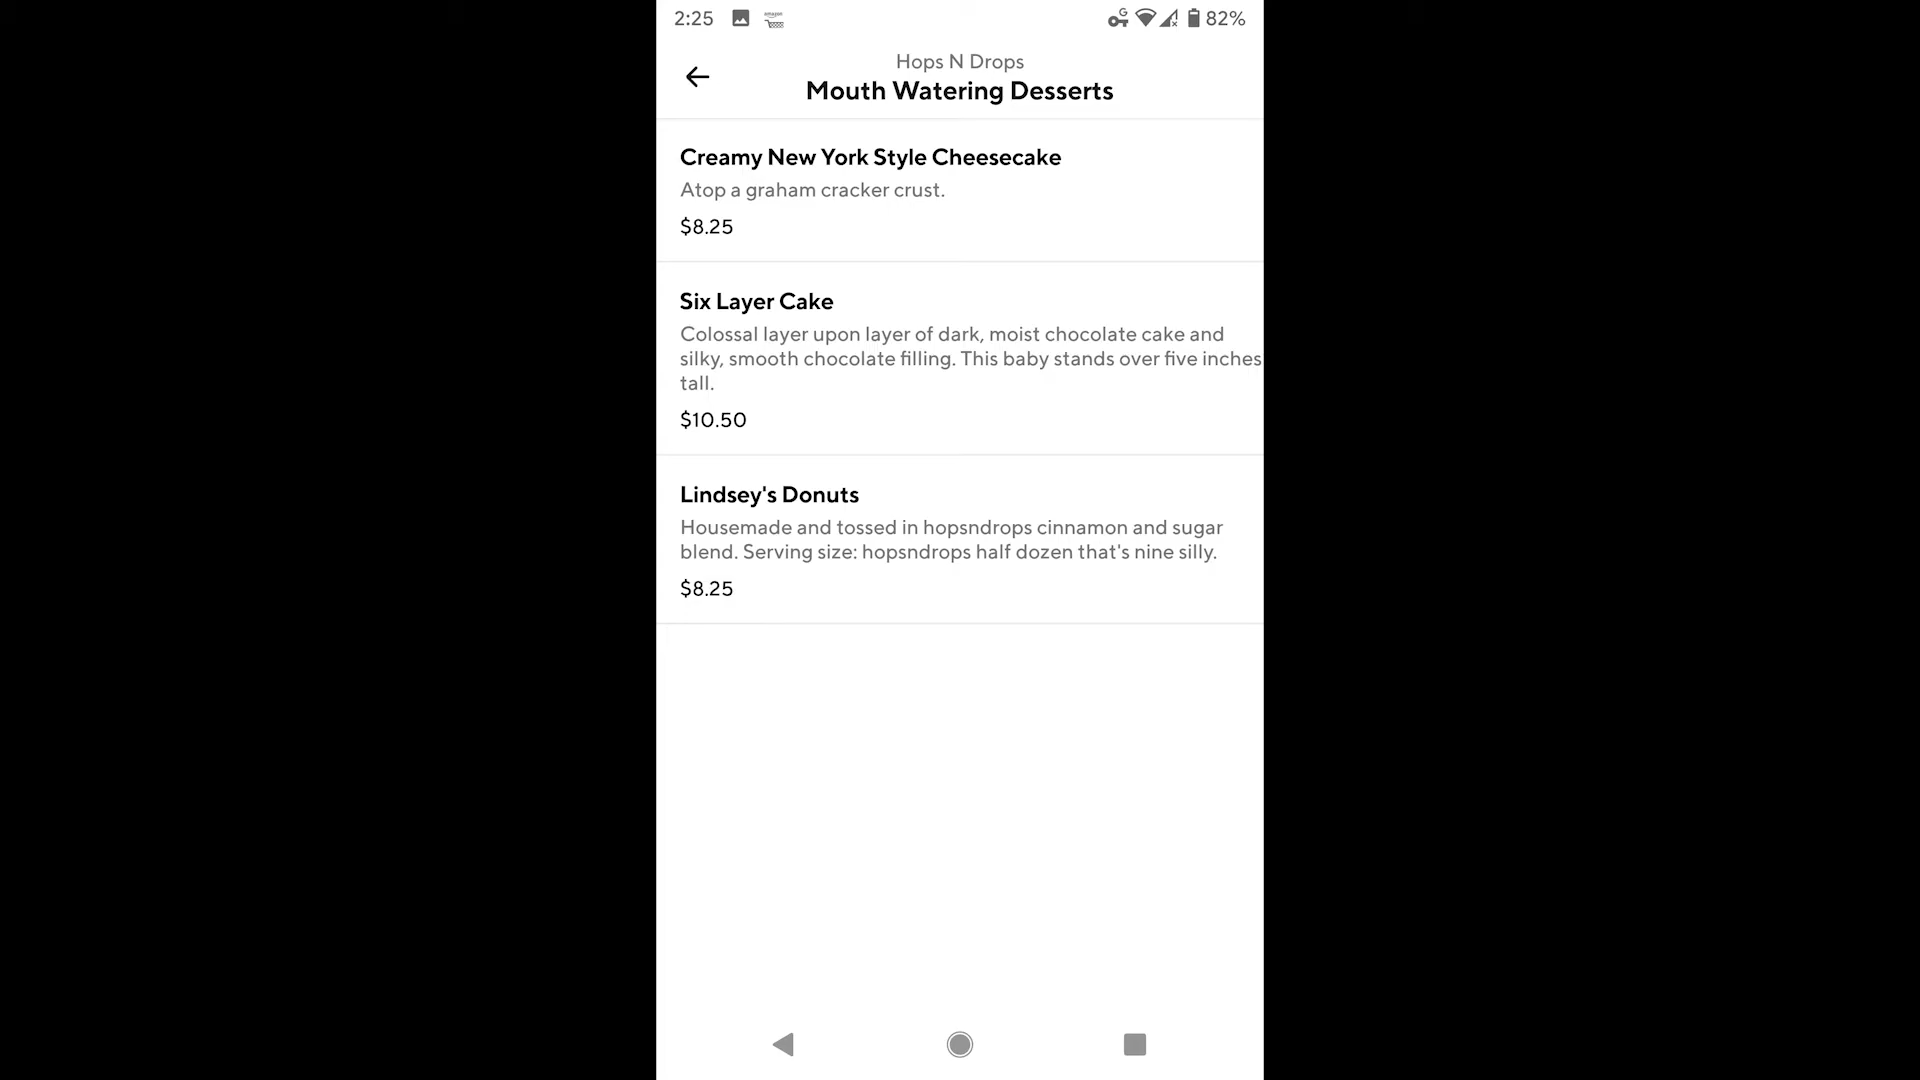 2:25
82%
Hops N Drops
Mouth Watering Desserts
Creamy New York Style Cheesecake
Atop a graham cracker crust.
$8.25
Six Layer Cake
Colossal layer upon layer of dark, moist chocolate cake and
silky, smooth chocolate filling. This baby stands over five inches
tall.
$10.50
Lindsey's Donuts
Housemade and tossed in hopsndrops cinnamon and sugar
blend. Serving size: hopsndrops half dozen that's nine silly.
$8.25